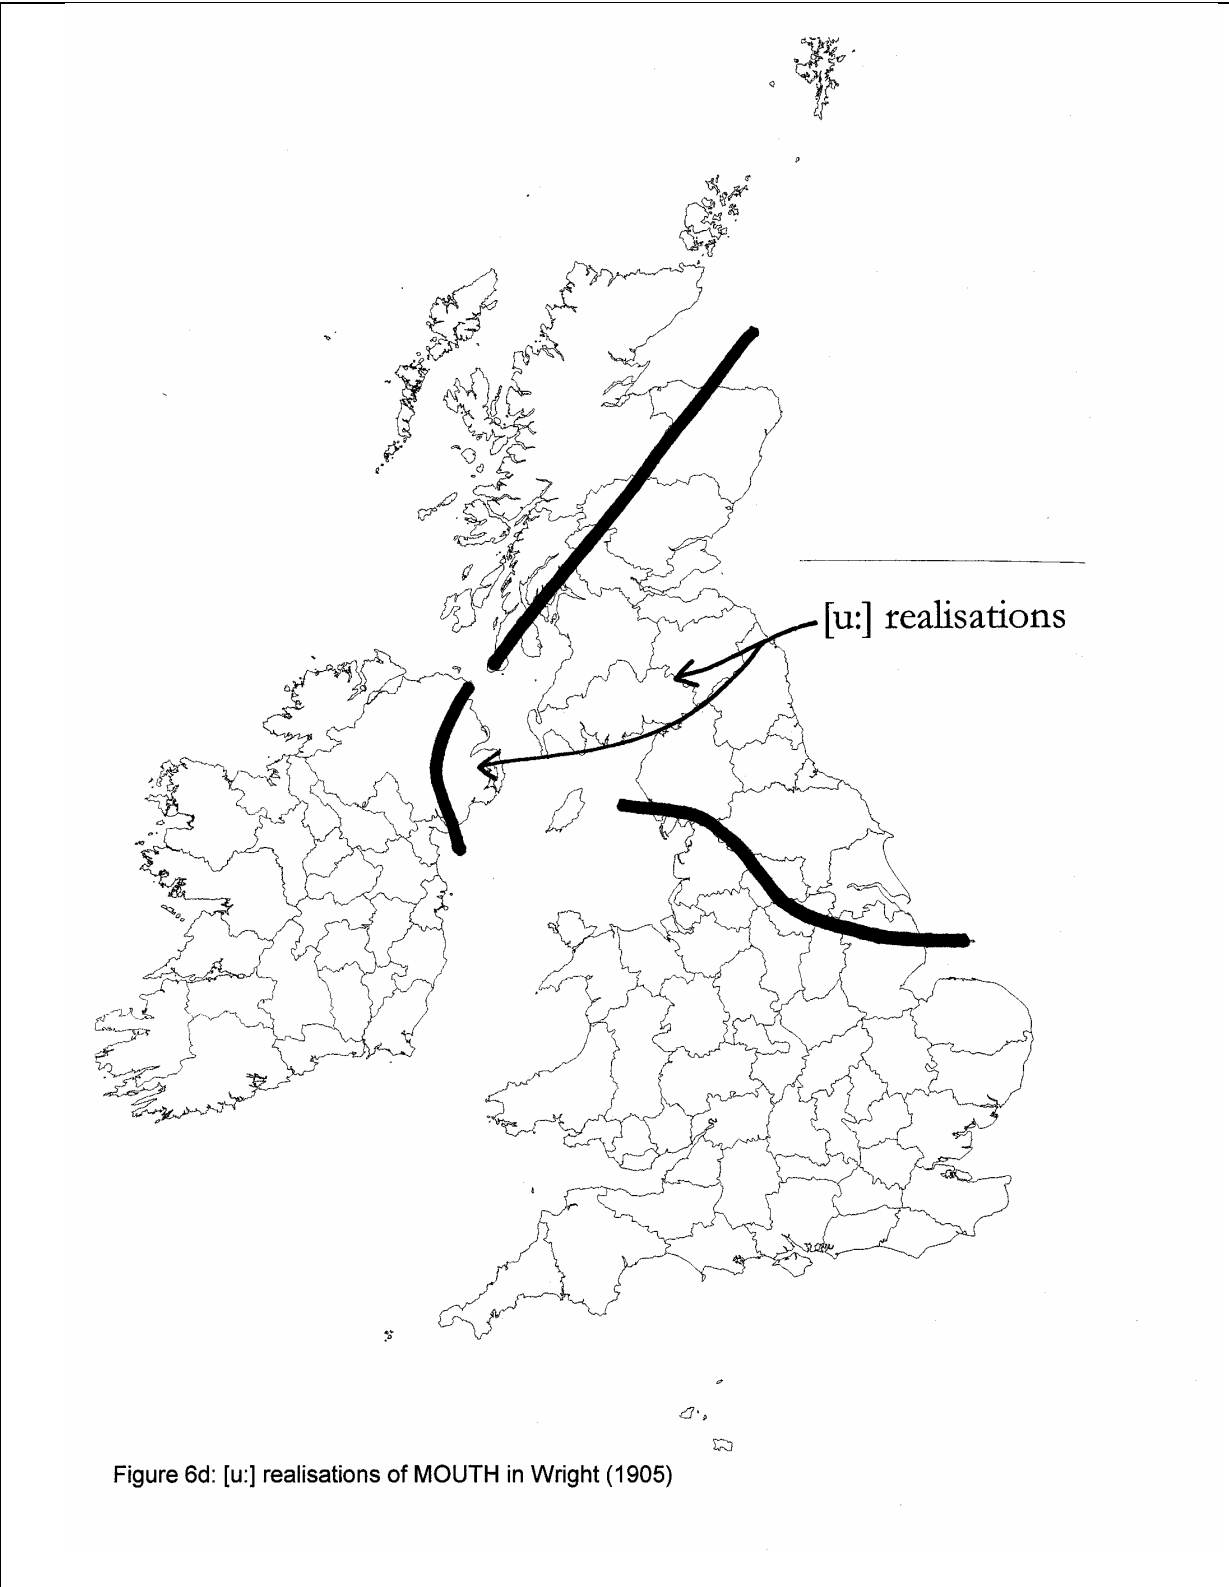 [u:] realisations
Figure 6d: [u:] realisations of MOUTH in Wright (1905)